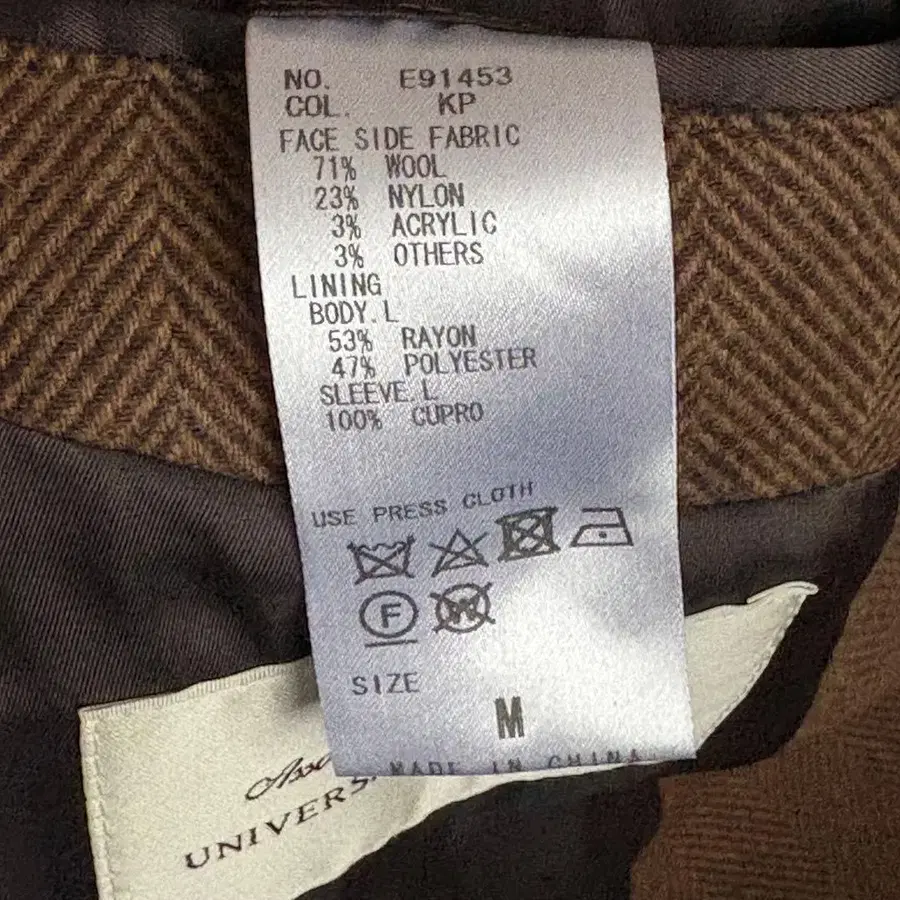 NO. E91453
COL. KP
FACE SIDE FABRIC
71% WOOL
23% NYLON
3% ACRYLIC
3% OTHERS
LINING
BODY.L
53% RAYON
47% POLYESTER
SLEEVE.L
100% CUPRO
USE PRESS CLOTH
F
W
SIZE
M
MADE IN CHINA
UNIVERS